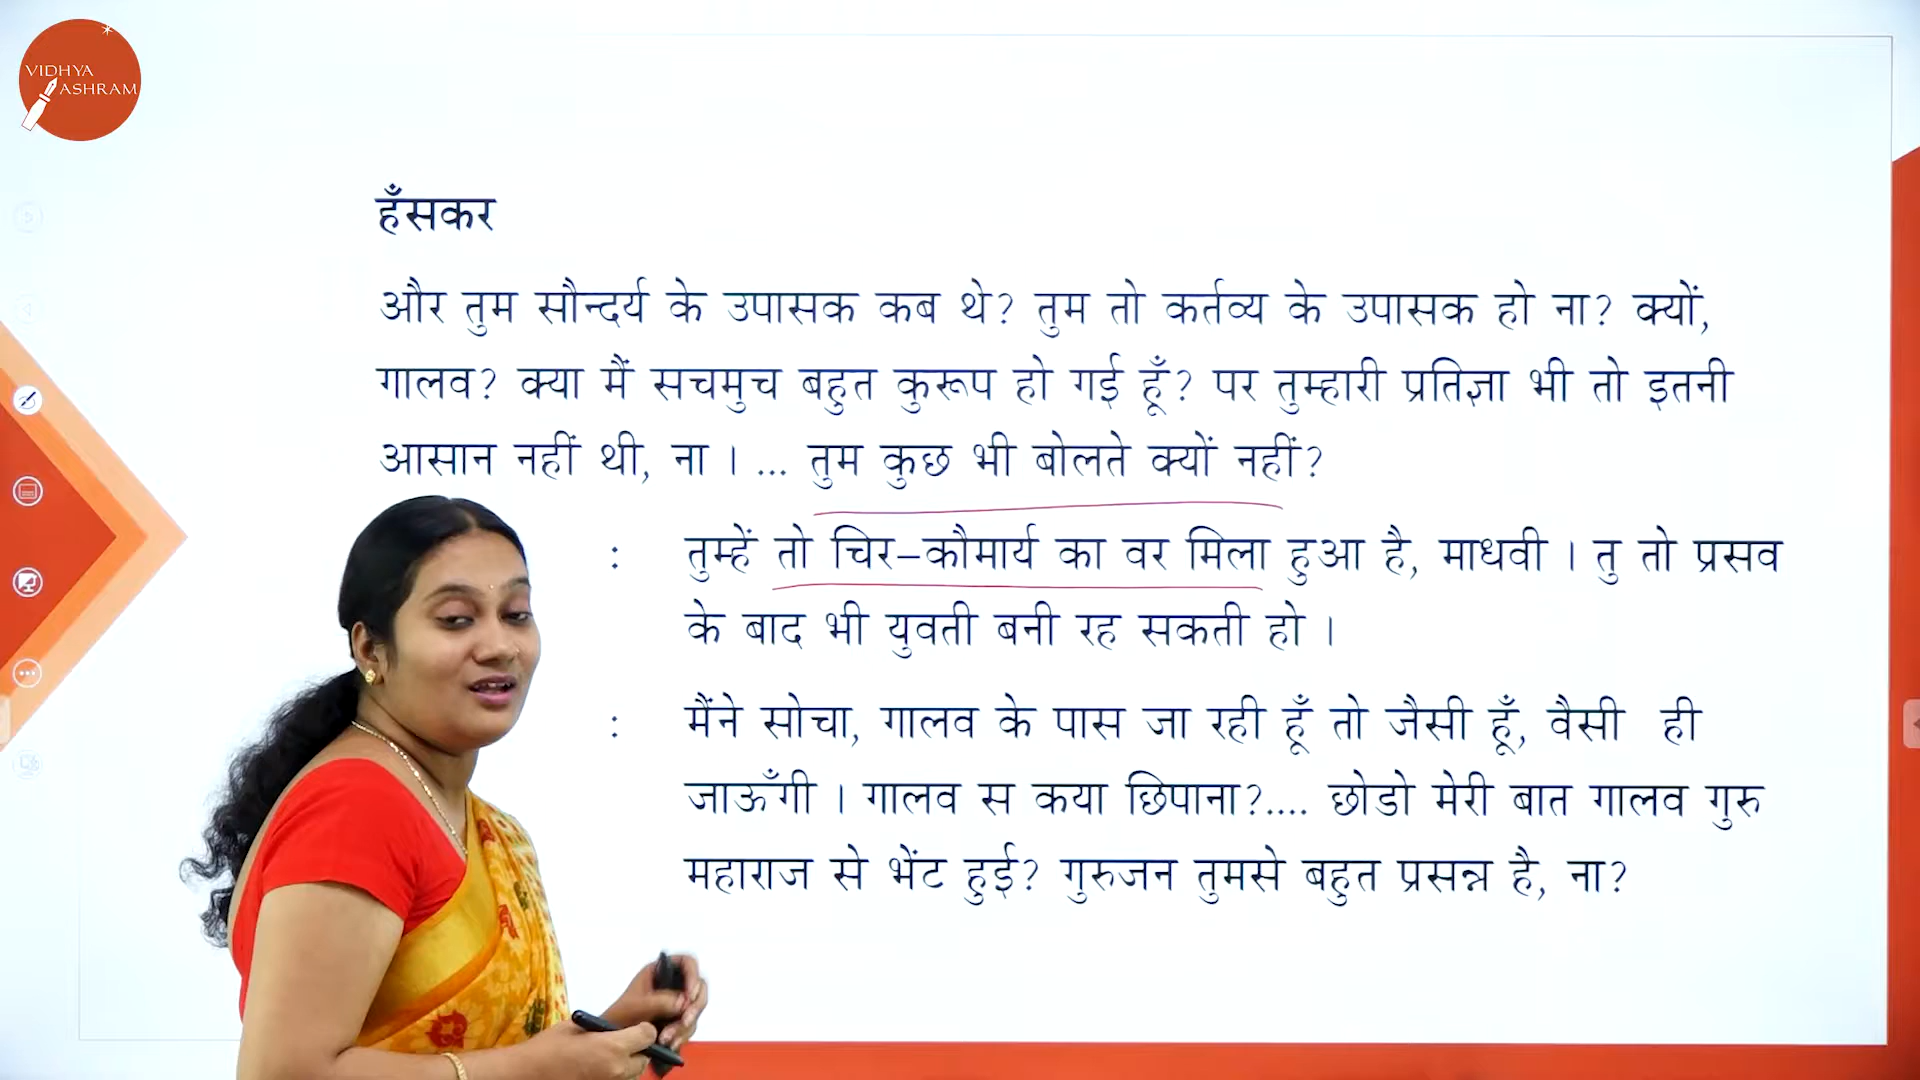 VIDHYA
ASHRAM
हँसकर
और तुम सौन्दर्य के उपासक कब थे? तुम तो कर्तव्य के उपासक हो ना? क्यों,
गालव? क्या मैं सचमुच बहुत कुरूप हो गई हूँ? पर तुम्हारी प्रतिज्ञा भी तो इतनी
आसान नहीं थी, ना । ... तुम कुछ भी बोलते क्यों नहीं?
: तुम्हें तो चिर-कौमार्य का वर मिला हुआ है, माधवी । तु तो प्रसव
के बाद भी युवती बनी रह सकती हो ।
: मैंने सोचा, गालव के पास जा रही हूँ तो जैसी हूँ, वैसी ही
जाऊँगी । गालव स कया छिपाना?.... छोडो मेरी बात गालव गुरु
महाराज से भेंट हुई? गुरुजन तुमसे बहुत प्रसन्न है, ना?